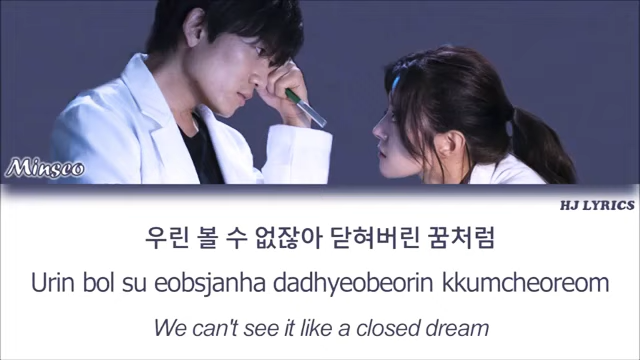 Minsco
HJ LYRICS
우린 볼 수 없잖아 닫혀버린 꿈처럼
Urin bol su eobsjanha dadhyeobeorin kkumcheoreom
We can't see it like a closed dream